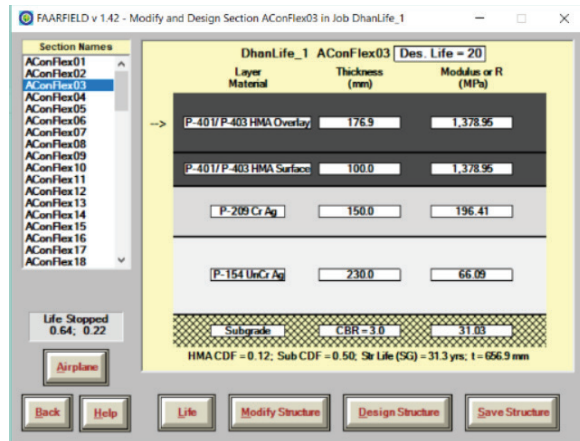 FAARFIELD v 1.42 - Modify and Design Section AConFlex03 in Job DhanLife_1
Section Names
AConFlex01
AConFlex02
AConFlex03
AConFlex04
AConFlex05
AConFlex06
AConFlex07
AConFlex08
AConFlex09
AConFlex10
AConFlex11
AConFlex12
AConFlex13
AConFlex14
AConFlex15
AConFlex16
AConFlex17
AConFlex18
Life Stopped
0.64; 0.22
Airplane
Back
Help
DhanLife_1 AConFlex03 Des. Life = 20
Layer Material
Thickness (mm)
Modulus or R (MPa)
--> P-401/ P-403 HMA Overlay 176.9 1,378.95
P-401/ P-403 HMA Surface 100.0 1,378.95
P-209 Cr Ag 150.0 196.41
P-154 UnCr Ag 230.0 66.09
Subgrade CBR = 3.0 31.03
HMA CDF = 0.12; Sub CDF = 0.50; Str Life (SG) = 31.3 yrs; t = 656.9 mm
Life
Modify Structure
Design Structure
Save Structure